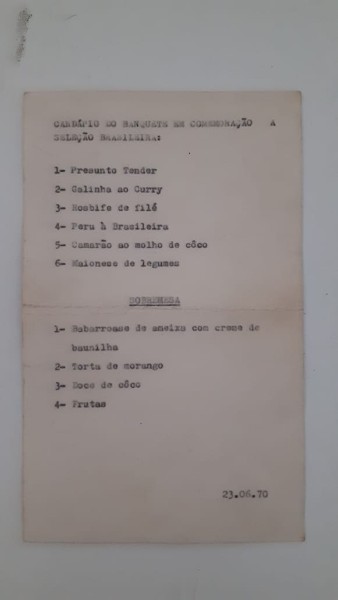 CARDÁPIO DO BANQUETE EM COMEMORAÇÃO A
SELEÇÃO BRASILEIRA:
1- Presunto Tender
2- Galinha ao Curry
3- Rosbife de filé
4- Peru à Brasileira
5- Camarão ao molho de côco
6- Maionese de legumes
SOBREMESA
1- Babarroase de ameixa com creme de
baunilha
2- Torta de morango
3- Doce de côco
4- Frutas
23.06.70